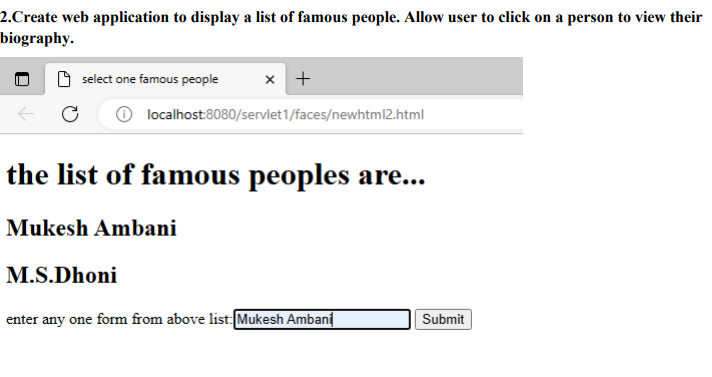 2.Create web application to display a list of famous people. Allow user to click on a person to view their
biography.
select one famous people
localhost:8080/servlet1/faces/newhtml2.html
the list of famous peoples are...
Mukesh Ambani
M.S.Dhoni
enter any one form from above list: Mukesh Ambani Submit